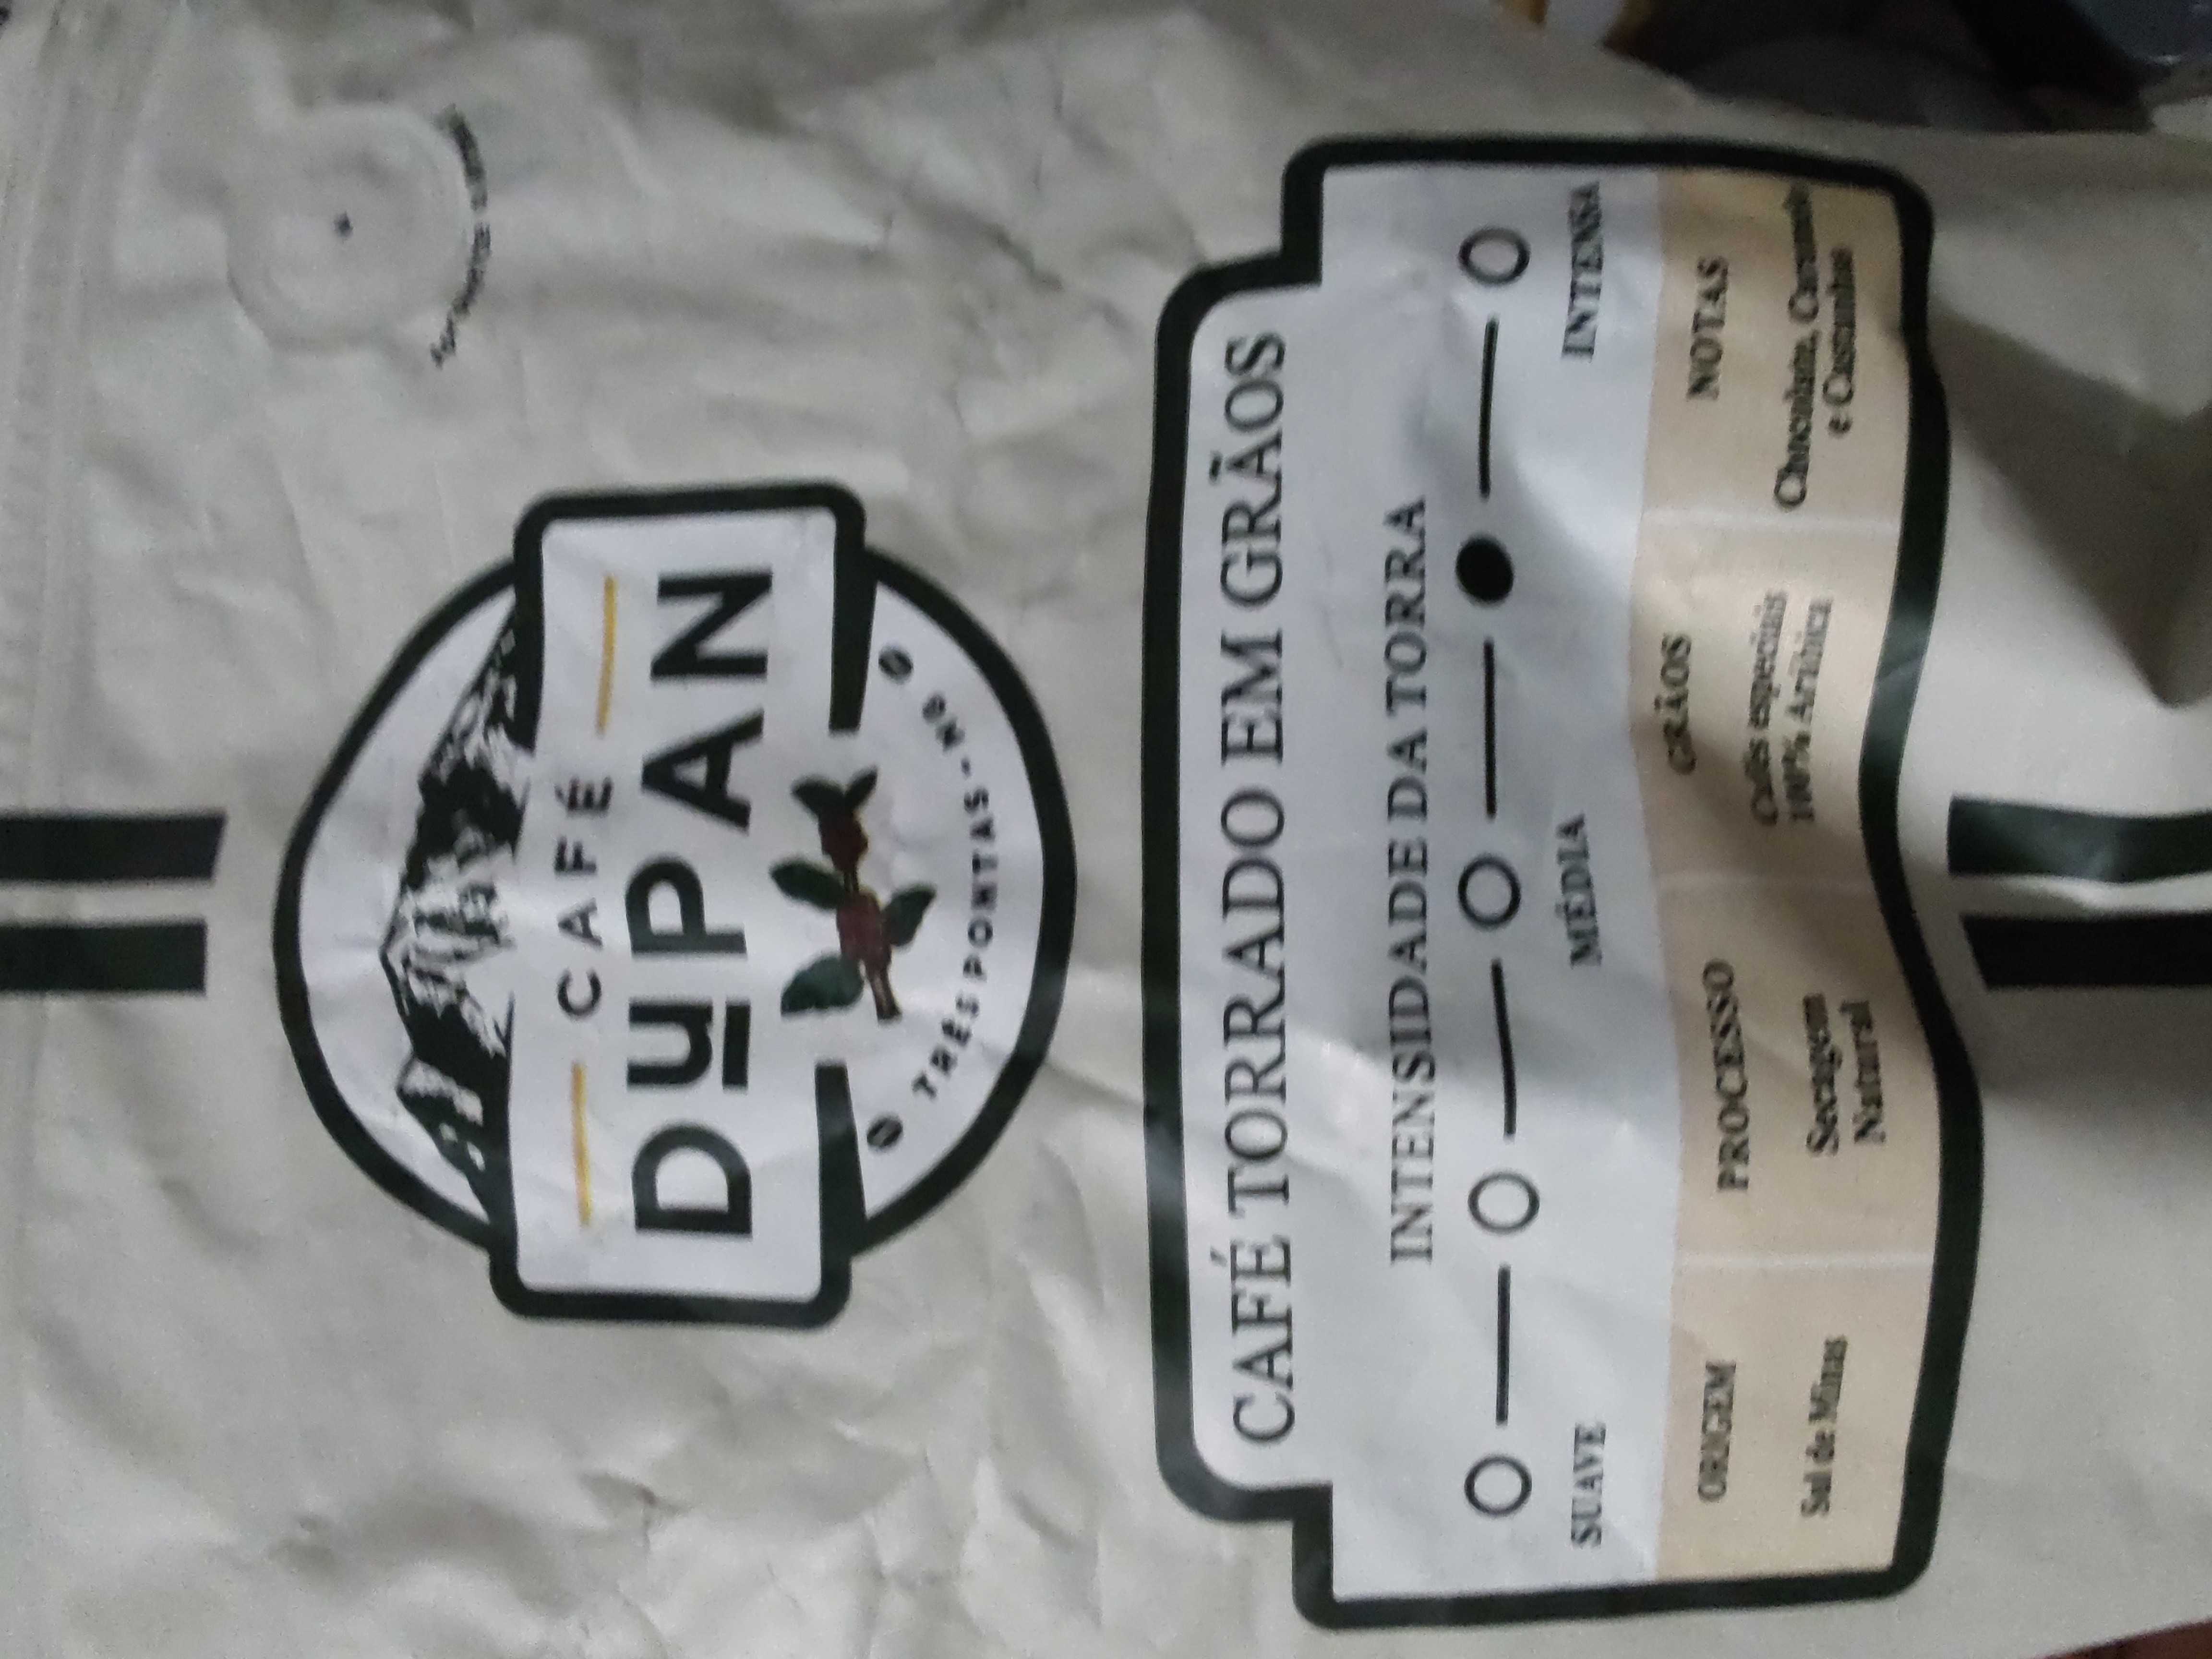 CAFÉ
DuPAN
TRÊS PONTAS - MG
CAFÉ TORRADO EM GRÃOS
INTENSIDADE DA TORRA
SUAVE MÉDIA INTENSA
ORIGEM
Sul de Minas
PROCESSO
Secagem
Natural
GRÃOS
Cafés especiais
100% Arábica
NOTAS
Chocolate, Caramelo
e Castanhas